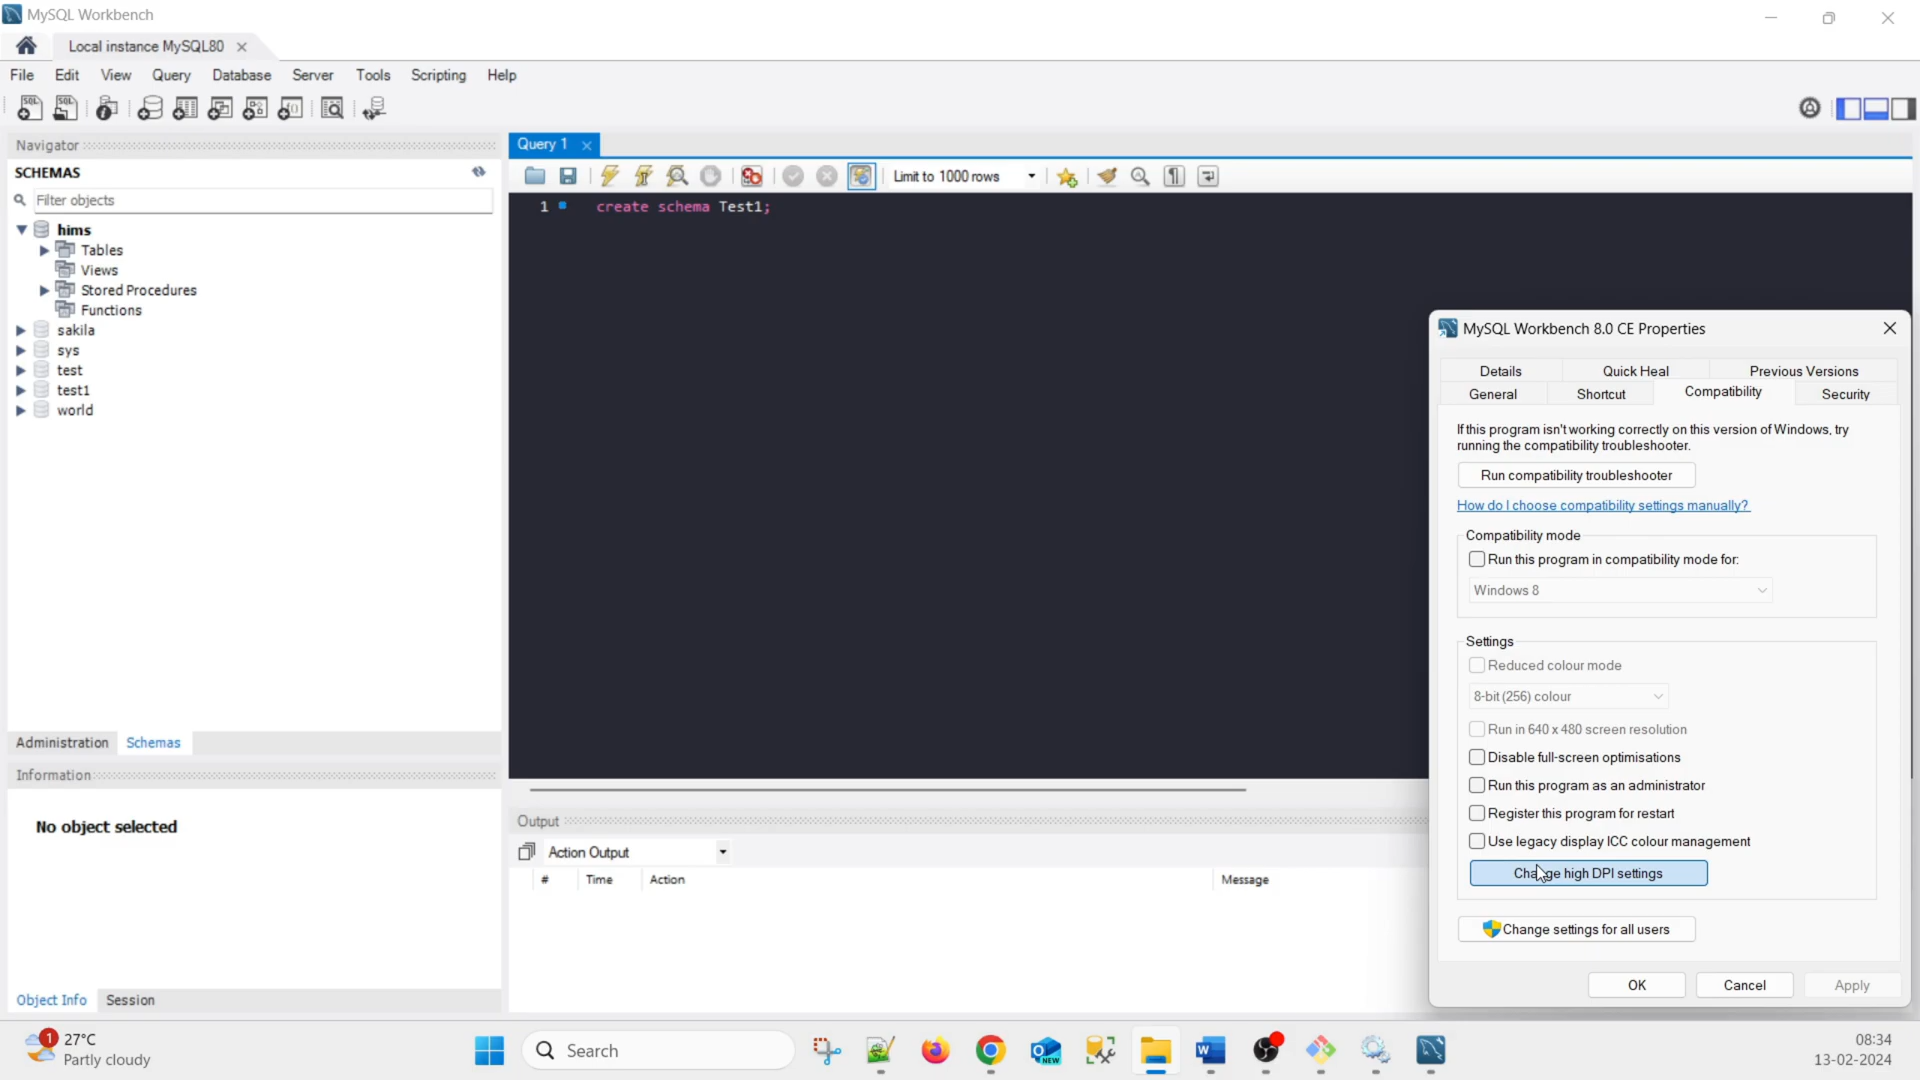 MySQL Workbench
Local instance MySQL80
File Edit View Query Database Server Tools Scripting Help
Navigator
SCHEMAS
Filter objects
hims
Tables
Views
Stored Procedures
Functions
sakila
sys
test
test1
world
Administration Schemas
Information
No object selected
Object Info Session
Query 1
Limit to 1000 rows
1 create schema Test1;
Output
Action Output
# Time Action Message
MySQL Workbench 8.0 CE Properties
Details Quick Heal Previous Versions
General Shortcut Compatibility Security
If this program isn't working correctly on this version of Windows, try
running the compatibility troubleshooter.
Run compatibility troubleshooter
How do I choose compatibility settings manually?
Compatibility mode
Run this program in compatibility mode for:
Windows 8
Settings
Reduced colour mode
8-bit (256) colour
Run in 640 x 480 screen resolution
Disable full-screen optimisations
Run this program as an administrator
Register this program for restart
Use legacy display ICC colour management
Change high DPI settings
Change settings for all users
OK Cancel Apply
1 27°C
Partly cloudy
Search
08:34
13-02-2024